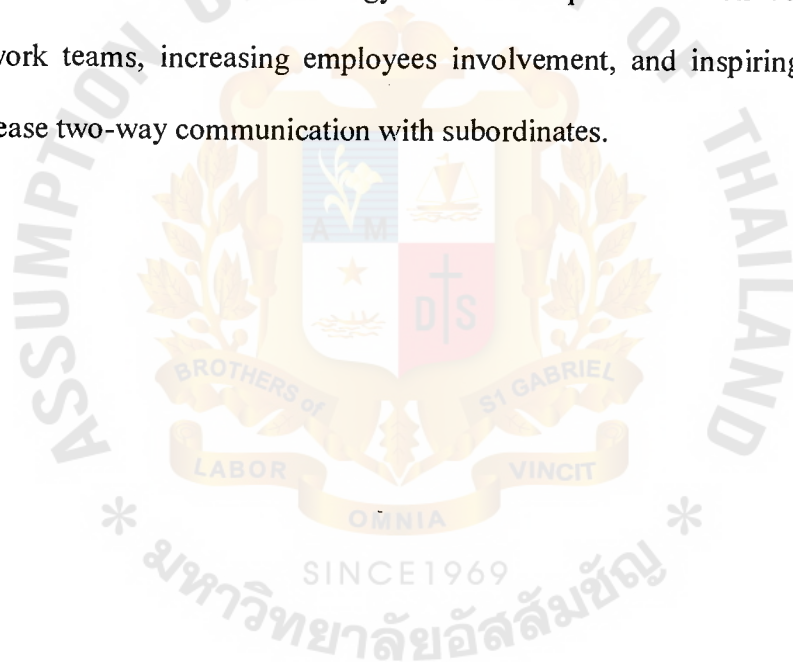 work teams, increasing employees involvement, and inspiring
ease two-way communication with subordinates.
ASSUMPTION
OF THAILAND
A M
D S
BROTHERS of
ST GABRIEL
LABOR
VINCIT
OMNIA
SINCE1969
* มหาวิทยาลัยอัสสัมชัญ *